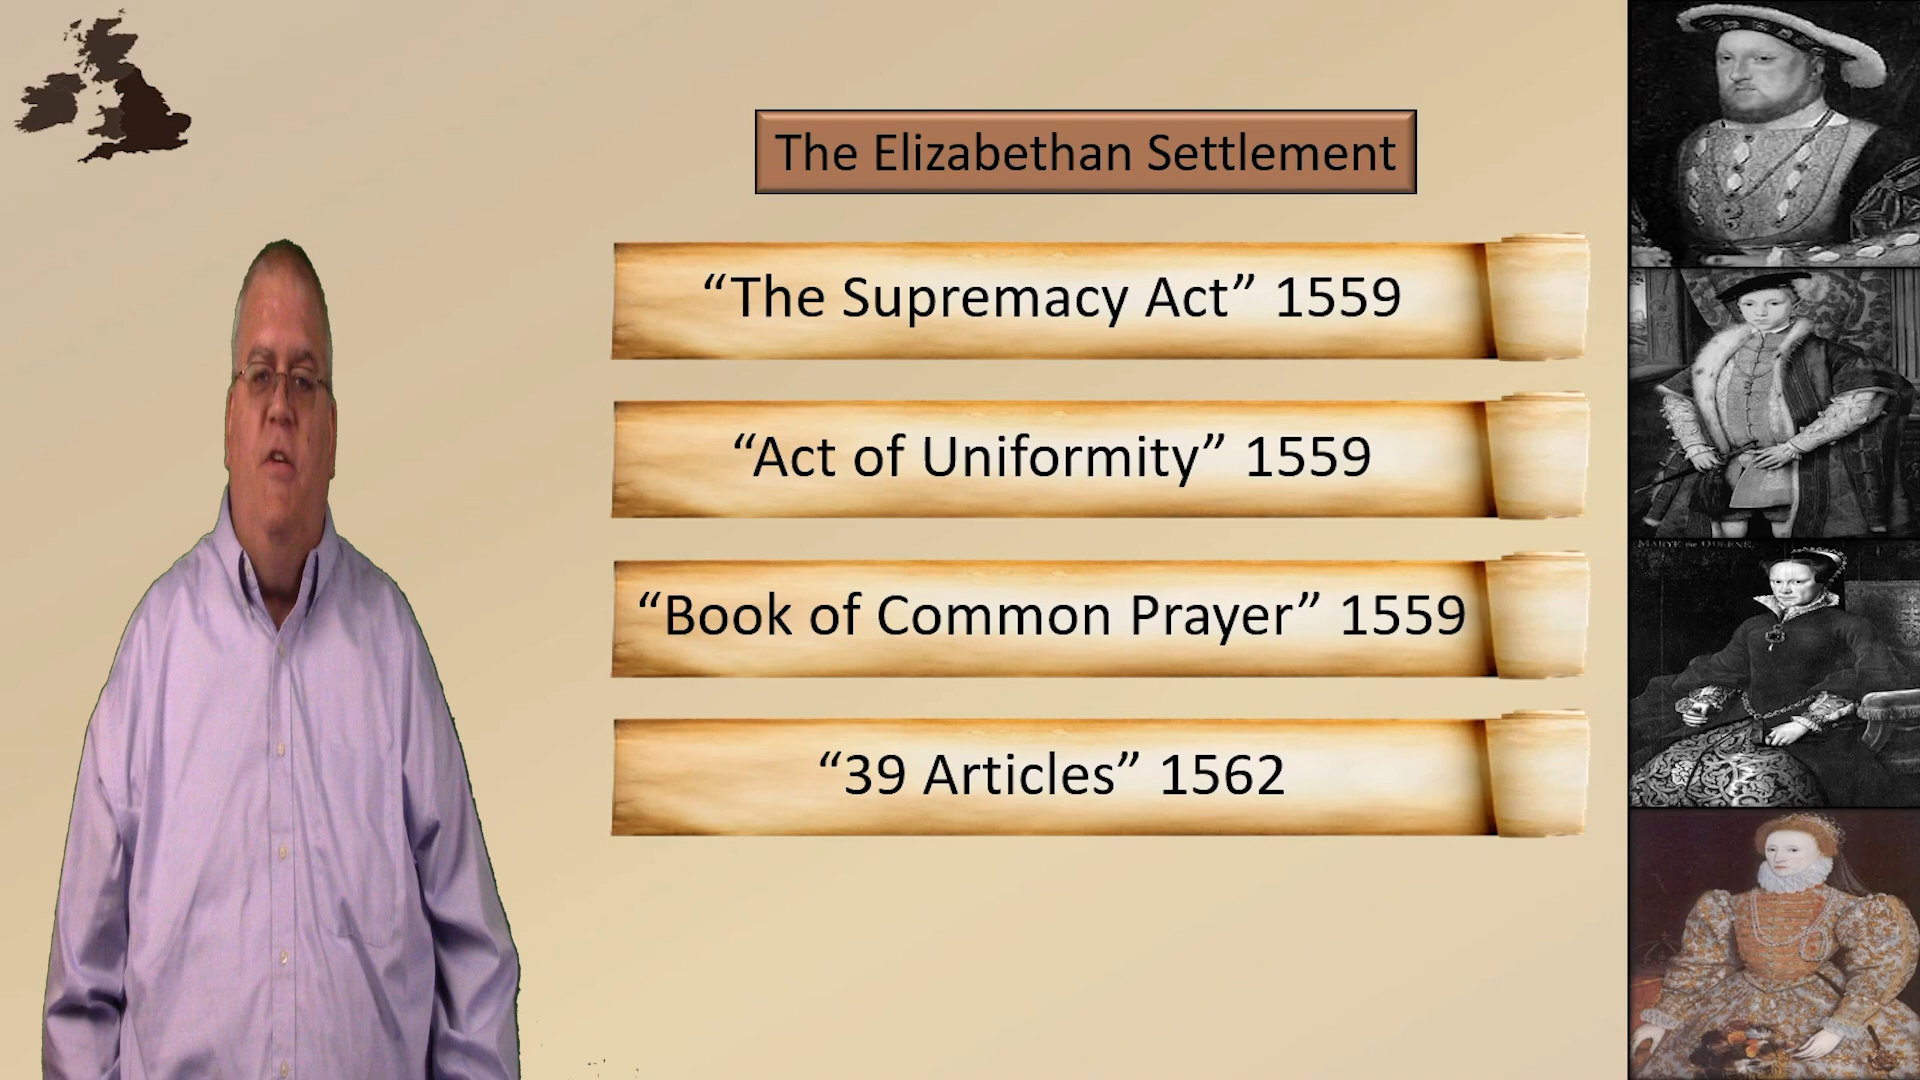 The Elizabethan Settlement
“The Supremacy Act” 1559
“Act of Uniformity” 1559
“Book of Common Prayer” 1559
“39 Articles” 1562